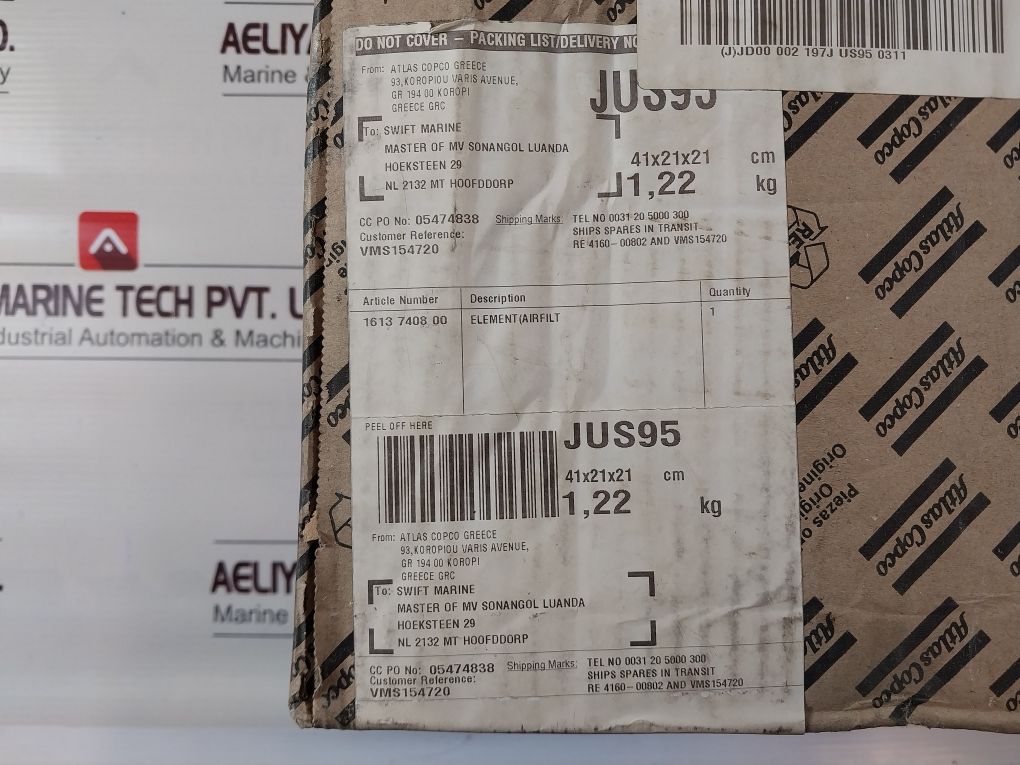 DO NOT COVER – PACKING LIST/DELIVERY NO
(J)JD00 002 197J US95 0311
From: ATLAS COPCO GREECE
93,KOROPIOU VARIS AVENUE,
GR 194 00 KOROPI
GREECE GRC
JUS95
To: SWIFT MARINE
MASTER OF MV SONANGOL LUANDA
HOEKSTEEN 29
NL 2132 MT HOOFDDORP
41x21x21 cm
1,22 kg
CC PO No: 05474838
Customer Reference:
VMS154720
Shipping Marks:
TEL NO 0031 20 5000 300
SHIPS SPARES IN TRANSIT
RE 4160-00802 AND VMS154720
Article Number Description Quantity
1613 7408 00 ELEMENT(AIRFILT 1
PEEL OFF HERE
JUS95
41x21x21 cm
1,22 kg
From: ATLAS COPCO GREECE
93,KOROPIOU VARIS AVENUE,
GR 194 00 KOROPI
GREECE GRC
To: SWIFT MARINE
MASTER OF MV SONANGOL LUANDA
HOEKSTEEN 29
NL 2132 MT HOOFDDORP
CC PO No: 05474838
Customer Reference:
VMS154720
Shipping Marks:
TEL NO 0031 20 5000 300
SHIPS SPARES IN TRANSIT
RE 4160-00802 AND VMS154720
AELIYA
Marine &
MARINE TECH PVT. L
dustrial Automation & Machi
AELIY
Marine
Atlas Copco
Atlas Copco
Atlas Copco
Atlas Copco
Atlas Copco
Piezas o
Origine